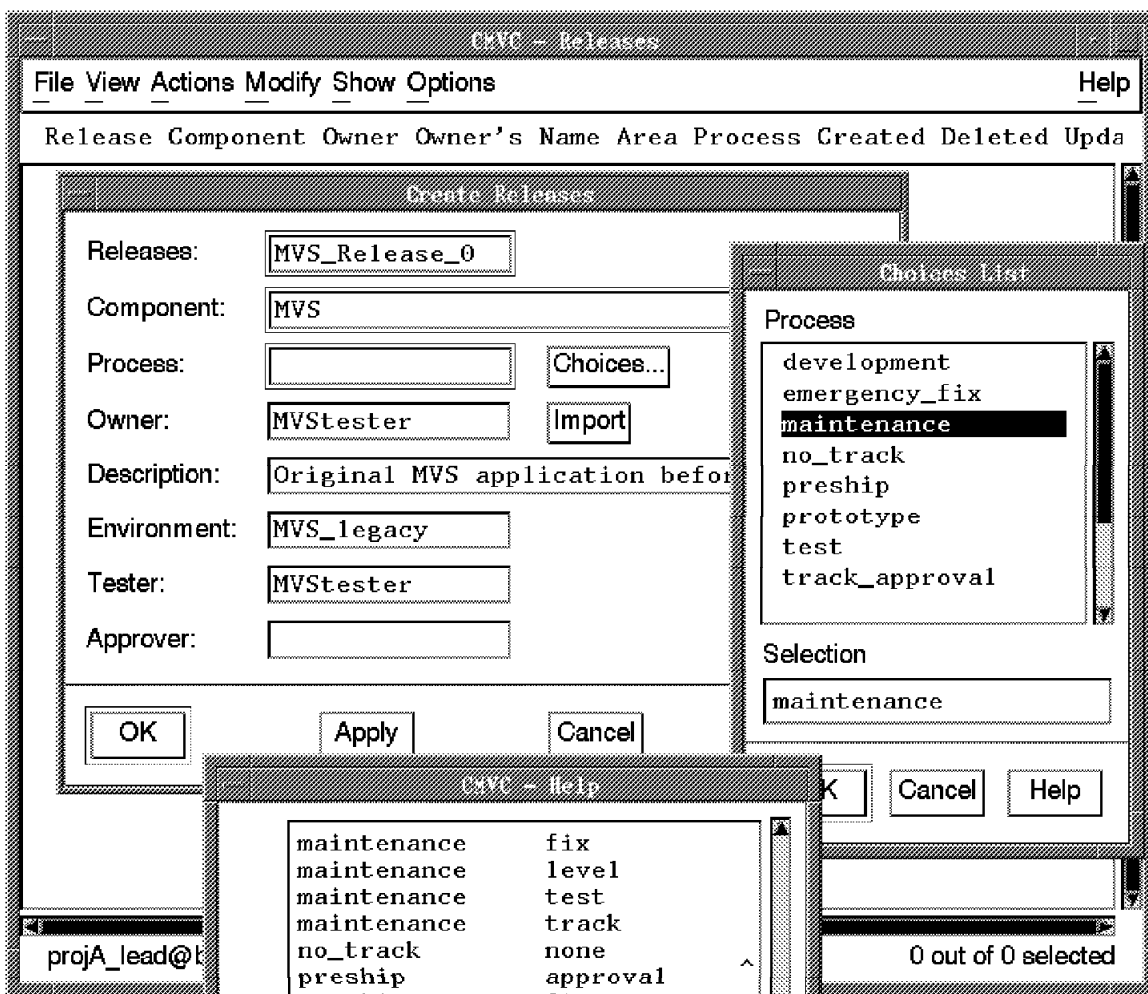 CMVC - Releases
File View Actions Modify Show Options Help
Release Component Owner Owner's Name Area Process Created Deleted Upda
Create Releases
Releases: MVS_Release_0
Component: MVS
Process: Choices...
Owner: MVStester Import
Description: Original MVS application befor
Environment: MVS_legacy
Tester: MVStester
Approver:
OK Apply Cancel
Choices List
Process
development
emergency_fix
maintenance
no_track
preship
prototype
test
track_approval
Selection
maintenance
K Cancel Help
CMVC - Help
maintenance fix
maintenance level
maintenance test
maintenance track
no_track none
preship approval
projA_lead@b
0 out of 0 selected